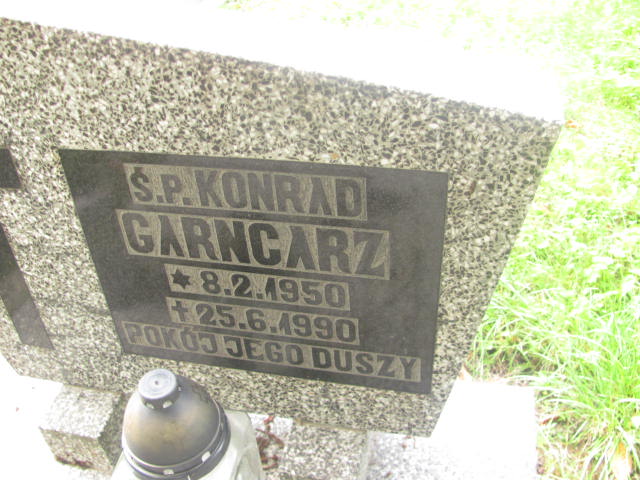 Ś.P. KONRAD
GARNCARZ
* 8.2.1950
✝ 25.6.1990
POKÓJ JEGO DUSZY